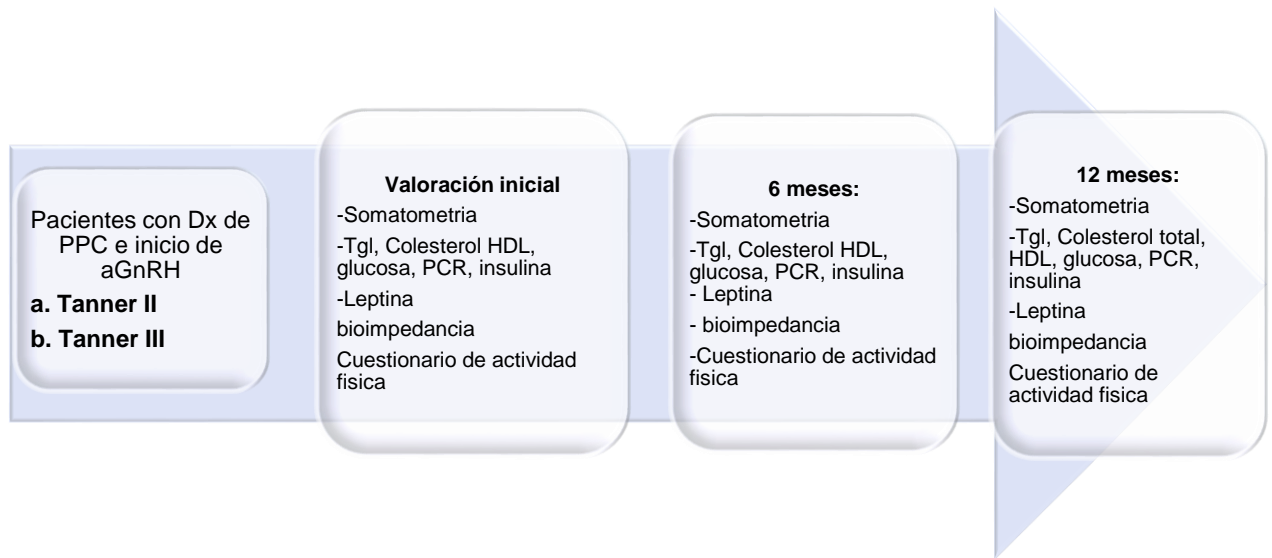 Pacientes con Dx de
PPC e inicio de
aGnRH
a. Tanner II
b. Tanner III
Valoración inicial
-Somatometria
-Tgl, Colesterol HDL,
glucosa, PCR, insulina
-Leptina
bioimpedancia
Cuestionario de actividad
fisica
6 meses:
-Somatometria
-Tgl, Colesterol HDL,
glucosa, PCR, insulina
- Leptina
- bioimpedancia
-Cuestionario de actividad
fisica
12 meses:
-Somatometria
-Tgl, Colesterol total,
HDL, glucosa, PCR,
insulina
-Leptina
bioimpedancia
Cuestionario de
actividad fisica